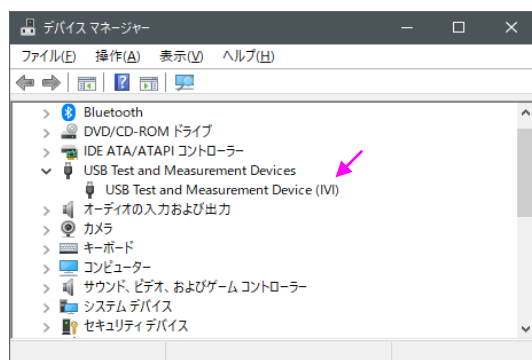 デバイス マネージャー
ファイル(F) 操作(A) 表示(V) ヘルプ(H)
Bluetooth
DVD/CD-ROM ドライブ
IDE ATA/ATAPI コントローラー
USB Test and Measurement Devices
USB Test and Measurement Device (IVI)
オーディオの入力および出力
カメラ
キーボード
コンピューター
サウンド、ビデオ、およびゲーム コントローラー
システム デバイス
セキュリティ デバイス